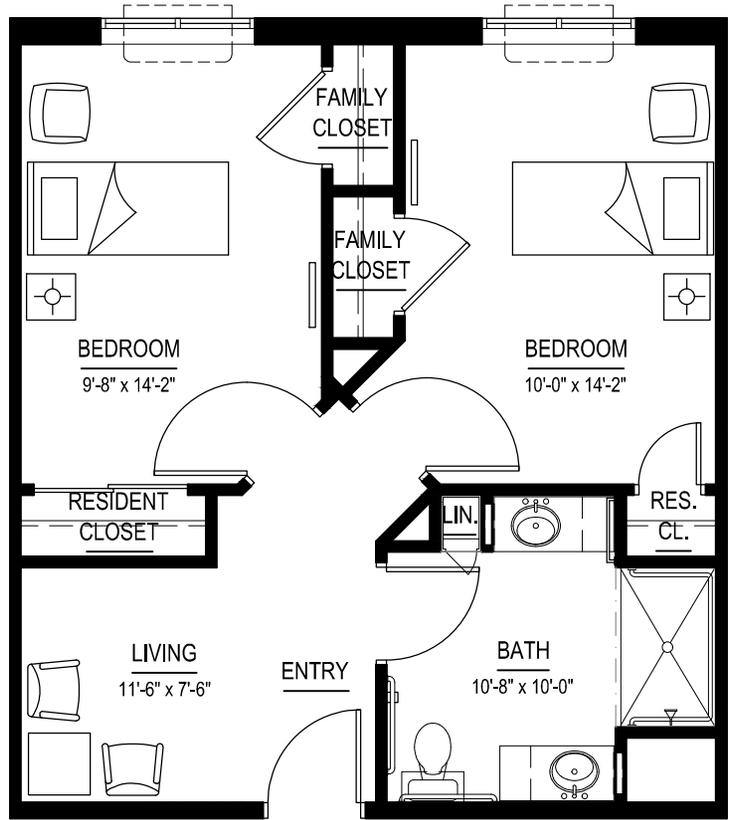 FAMILY
CLOSET
FAMILY
CLOSET
BEDROOM
9'-8" x 14'-2"
BEDROOM
10'-0" x 14'-2"
RESIDENT
CLOSET
LIN.
RES.
CL.
LIVING
11'-6" x 7'-6"
ENTRY
BATH
10'-8" x 10'-0"